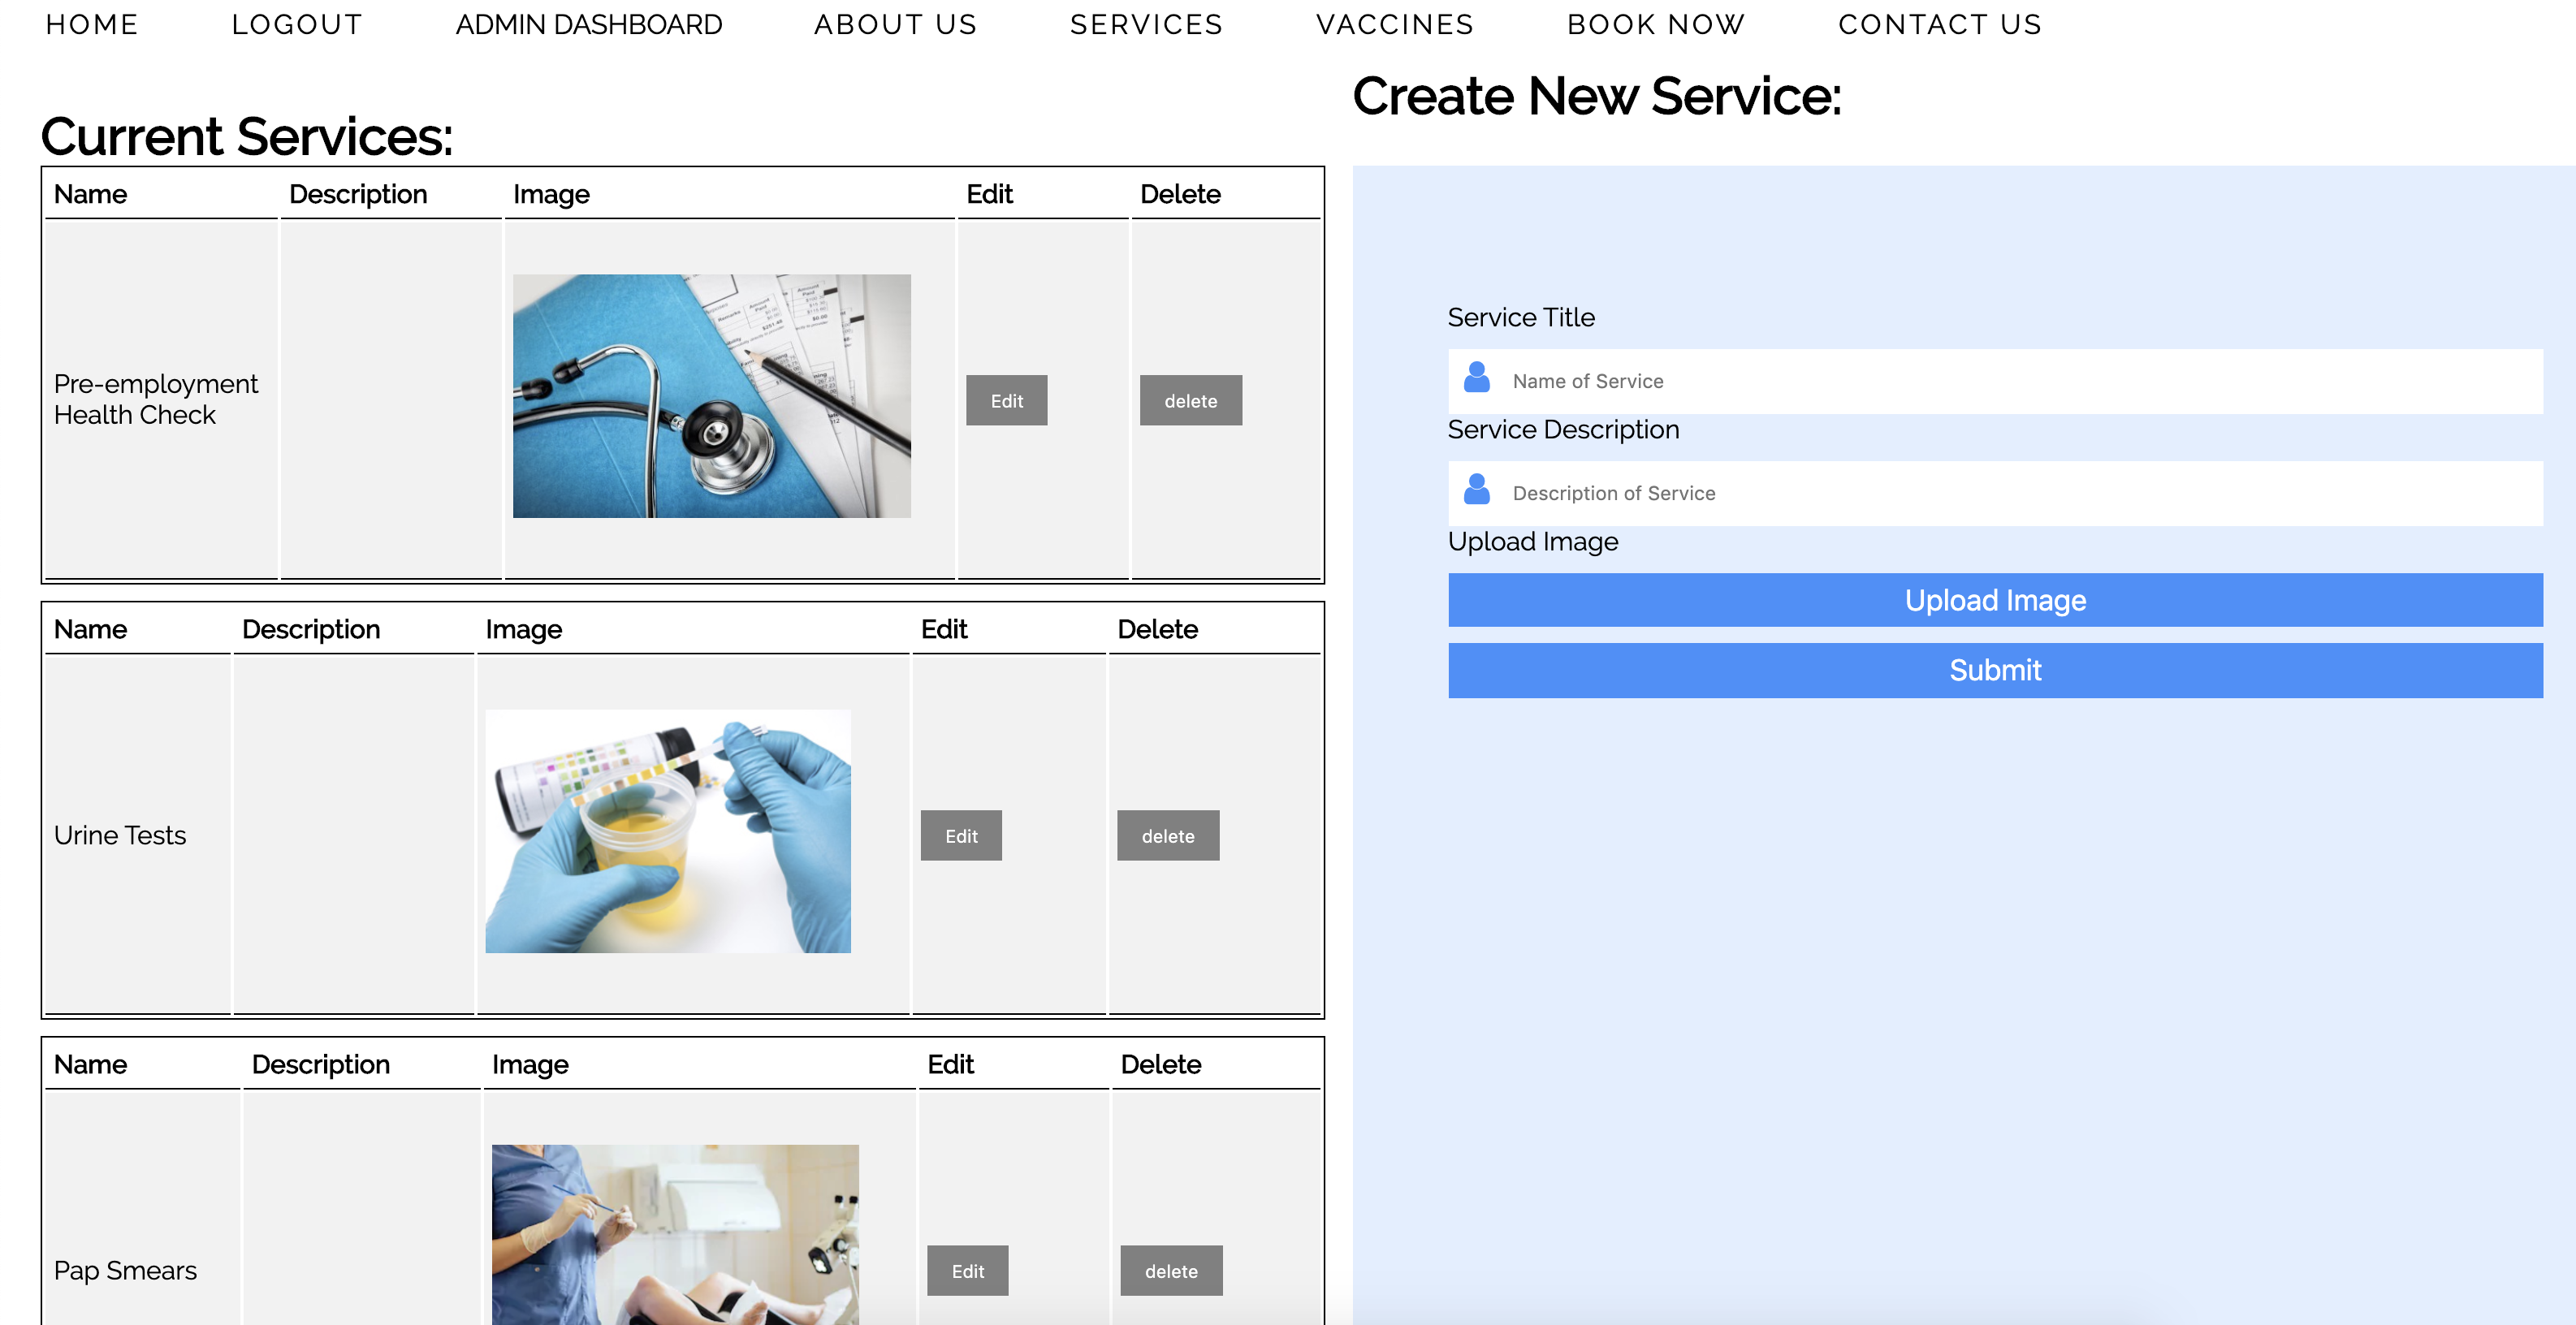 HOME LOGOUT ADMIN DASHBOARD ABOUT US SERVICES VACCINES BOOK NOW CONTACT US
Current Services:
Name Description Image Edit Delete
Pre-employment
Health Check
Edit delete
Name Description Image Edit Delete
Urine Tests
Edit delete
Name Description Image Edit Delete
Pap Smears
Edit delete
Create New Service:
Service Title
Name of Service
Service Description
Description of Service
Upload Image
Upload Image
Submit